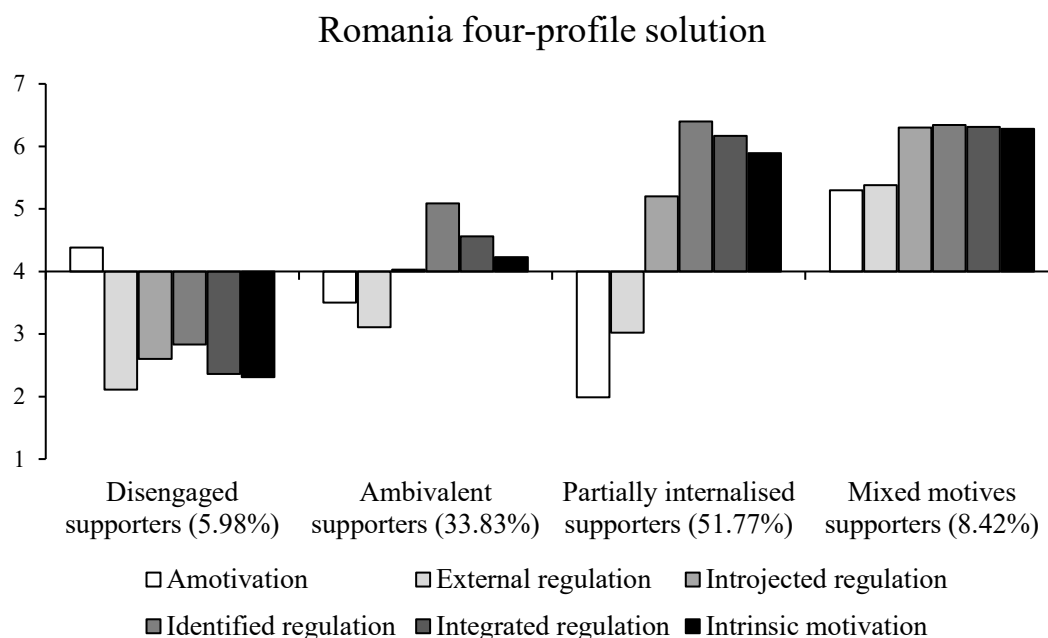 Romania four-profile solution
7
6
5
4
3
2
1
Disengaged
supporters (5.98%)
Ambivalent
supporters (33.83%)
Partially internalised
supporters (51.77%)
Mixed motives
supporters (8.42%)
Amotivation
External regulation
Introjected regulation
Identified regulation
Integrated regulation
Intrinsic motivation